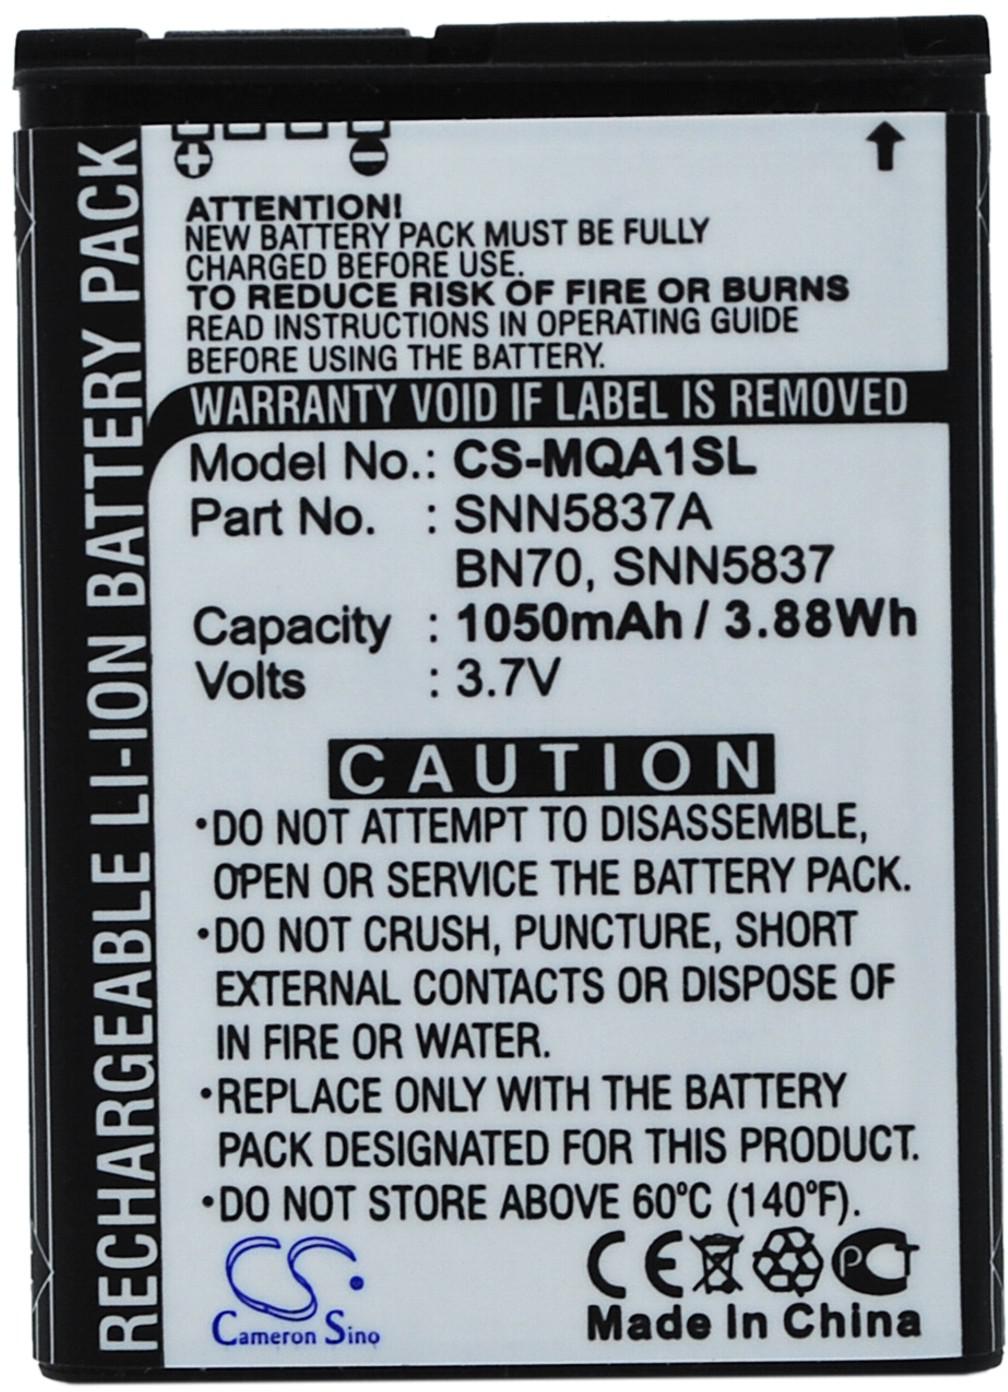 RECHARGEABLE LI-ION BATTERY PACK
ATTENTION!
NEW BATTERY PACK MUST BE FULLY
CHARGED BEFORE USE.
TO REDUCE RISK OF FIRE OR BURNS
READ INSTRUCTIONS IN OPERATING GUIDE
BEFORE USING THE BATTERY.
WARRANTY VOID IF LABEL IS REMOVED
Model No.: CS-MQA1SL
Part No. : SNN5837A
BN70, SNN5837
Capacity : 1050mAh / 3.88Wh
Volts : 3.7V
CAUTION
•DO NOT ATTEMPT TO DISASSEMBLE,
OPEN OR SERVICE THE BATTERY PACK.
•DO NOT CRUSH, PUNCTURE, SHORT
EXTERNAL CONTACTS OR DISPOSE OF
IN FIRE OR WATER.
•REPLACE ONLY WITH THE BATTERY
PACK DESIGNATED FOR THIS PRODUCT.
•DO NOT STORE ABOVE 60°C (140°F).
CS.
Cameron Sino
CE PCT
Made In China